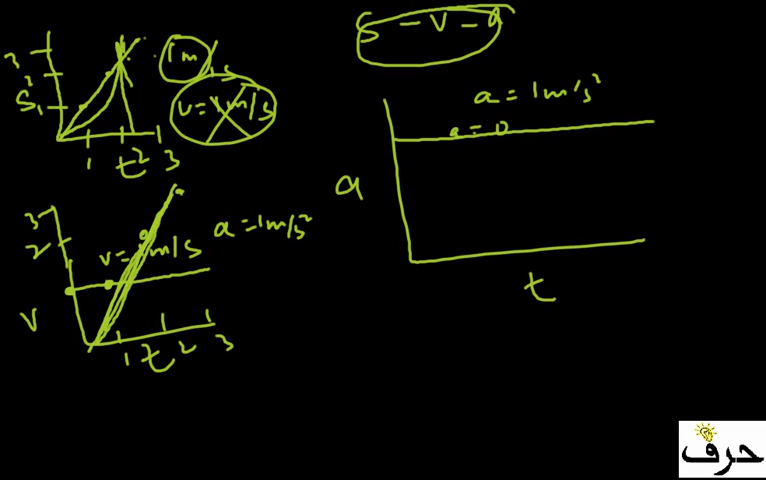 S - V - a
3
2
S 1
1 t 2 3
1m/s
v = 1m/s
a = 1m/s²
a = 0
a
t
3
2
v = 1m/s
a = 1m/s²
V
1 t 2 3
حرف